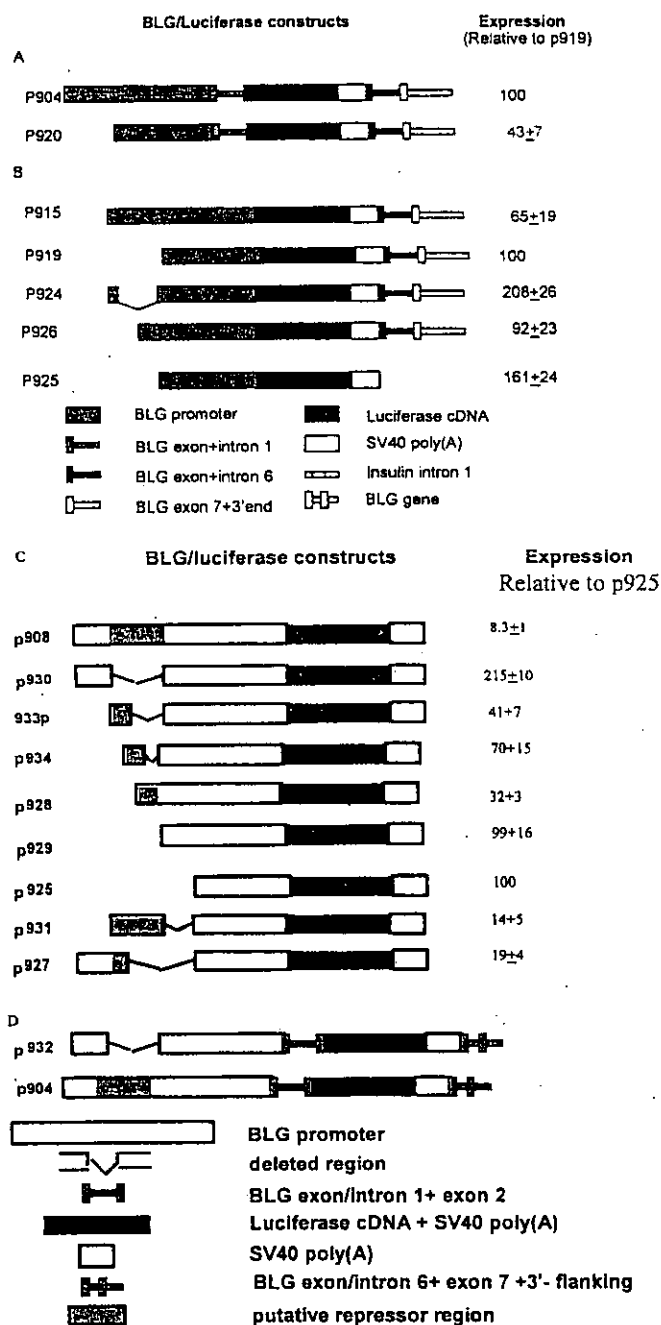 BLG/Luciferase constructs Expression
(Relative to p919)
A
P904 100
P920 43±7
B
P915 65±19
P919 100
P924 208±26
P926 92±23
P925 161±24
BLG promoter Luciferase cDNA
BLG exon+intron 1 SV40 poly(A)
BLG exon+intron 6 Insulin intron 1
BLG exon 7+3'end BLG gene
C BLG/luciferase constructs Expression
Relative to p925
p908 8.3±1
p930 215±10
933p 41+7
p934 70+15
p928 32+3
p929 99+16
p925 100
p931 14+5
p927 19±4
D
p932
p904
BLG promoter
deleted region
BLG exon/intron 1+ exon 2
Luciferase cDNA + SV40 poly(A)
SV40 poly(A)
BLG exon/intron 6+ exon 7 +3'- flanking
putative repressor region